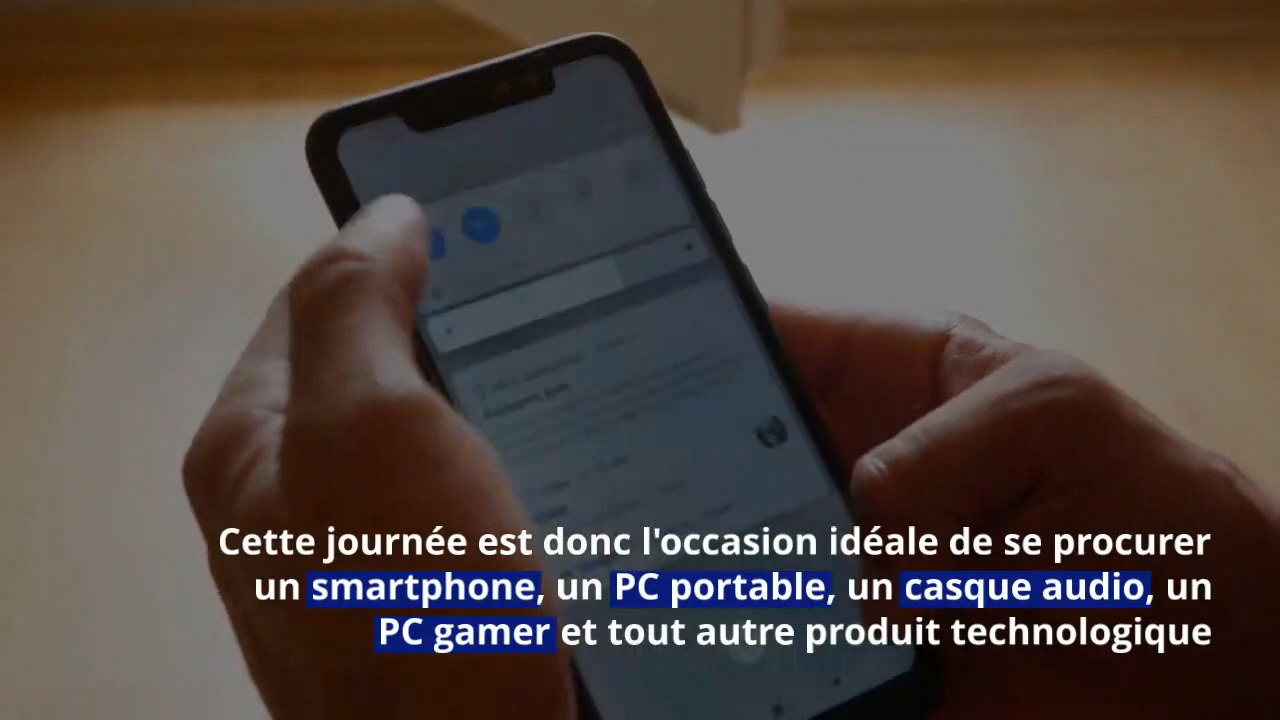 Cette journée est donc l'occasion idéale de se procurer
un smartphone, un PC portable, un casque audio, un
PC gamer et tout autre produit technologique